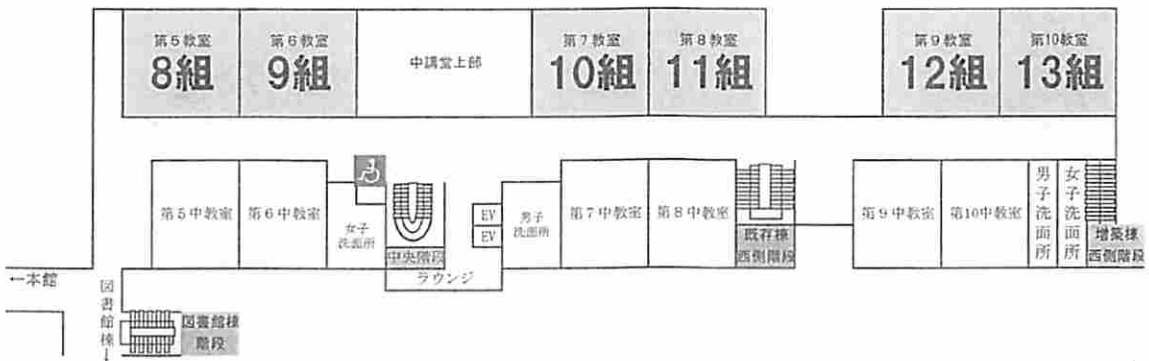 第5教室
8組
第6教室
9組
中講堂上部
第7教室
10組
第8教室
11組
第9教室
12組
第10教室
13組
第5中教室
第6中教室
女子
洗面所
中央階段
EV
EV
男子
洗面所
第7中教室
第8中教室
既存棟
西側階段
第9中教室
第10中教室
男子洗面所
女子洗面所
増築棟
西側階段
ラウンジ
←本館
図書館棟→
図書館棟
階段